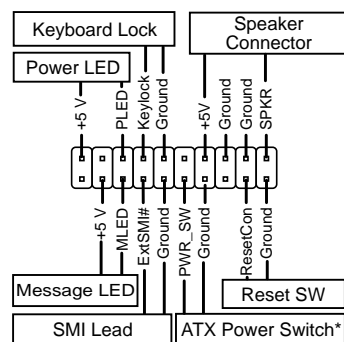 Keyboard Lock
Speaker
Connector
Power LED
+5 V
PLED
Keylock
Ground
+5V
Ground
Ground
SPKR
+5 V
MLED
ExtSMI#
Ground
PWR_SW
Ground
ResetCon
Ground
Message LED
Reset SW
SMI Lead
ATX Power Switch*